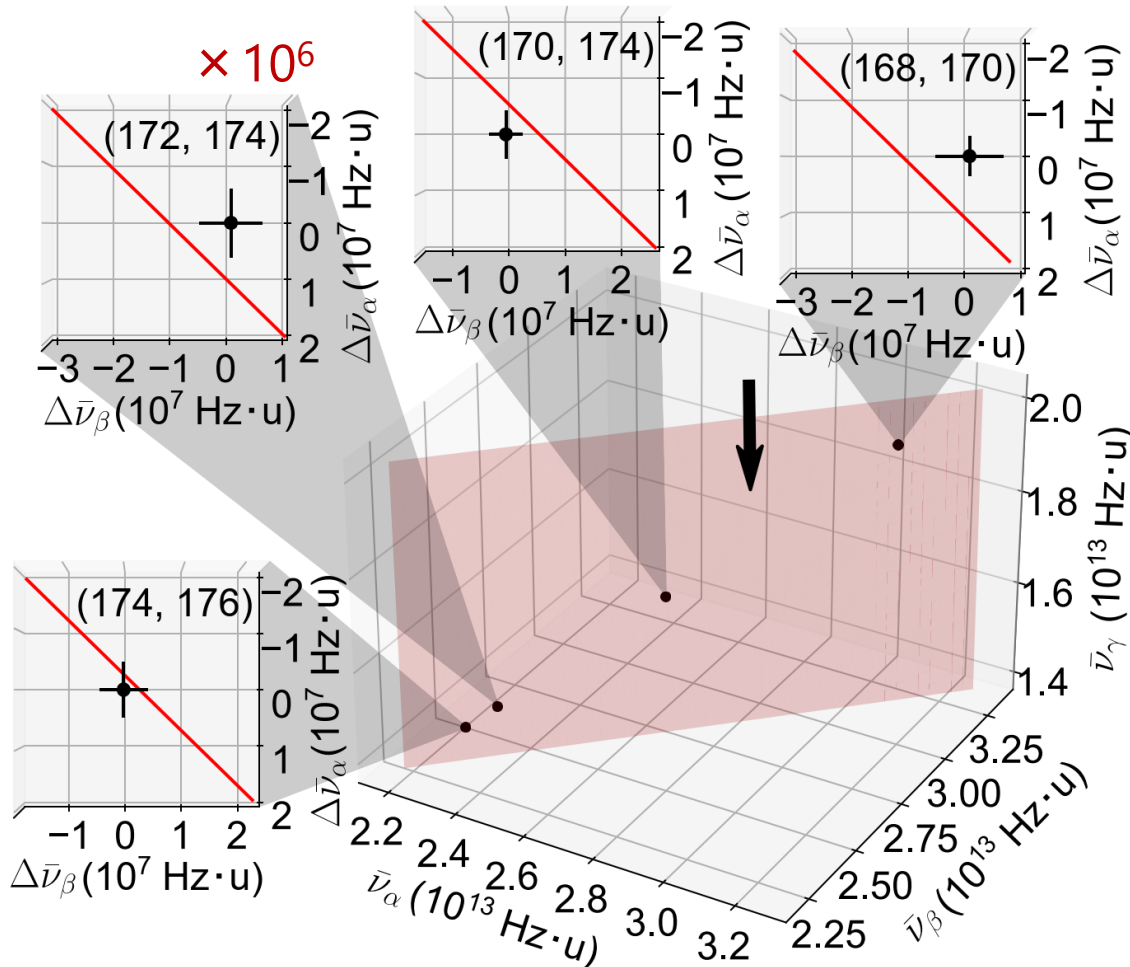 × 10⁶
(172, 174)
−2
−1
0
1
2
Δν̄α (10⁷ Hz·u)
−3 −2 −1 0 1
Δν̄β (10⁷ Hz·u)
(170, 174)
−2
−1
0
1
2
Δν̄α (10⁷ Hz·u)
−1 0 1 2
Δν̄β (10⁷ Hz·u)
(168, 170)
−2
−1
0
1
2
Δν̄α (10⁷ Hz·u)
−3 −2 −1 0 1
Δν̄β (10⁷ Hz·u)
(174, 176)
−2
−1
0
1
2
Δν̄α (10⁷ Hz·u)
−1 0 1 2
Δν̄β (10⁷ Hz·u)
2.0
1.8
1.6
1.4
ν̄γ (10¹³ Hz·u)
2.2 2.4 2.6 2.8 3.0 3.2
ν̄α (10¹³ Hz·u)
3.25
3.00
2.75
2.50
2.25
ν̄β (10¹³ Hz·u)